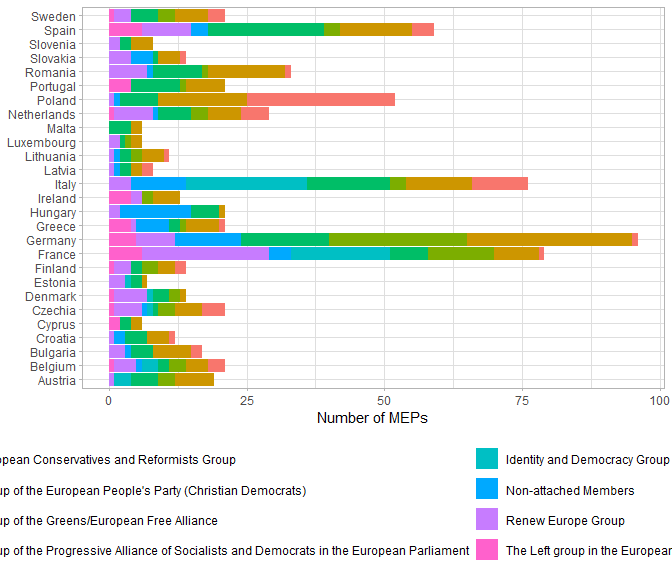 Sweden
Spain
Slovenia
Slovakia
Romania
Portugal
Poland
Netherlands
Malta
Luxembourg
Lithuania
Latvia
Italy
Ireland
Hungary
Greece
Germany
France
Finland
Estonia
Denmark
Czechia
Cyprus
Croatia
Bulgaria
Belgium
Austria
0 25 50 75 100
Number of MEPs
opean Conservatives and Reformists Group
up of the European People's Party (Christian Democrats)
up of the Greens/European Free Alliance
up of the Progressive Alliance of Socialists and Democrats in the European Parliament
Identity and Democracy Group
Non-attached Members
Renew Europe Group
The Left group in the European